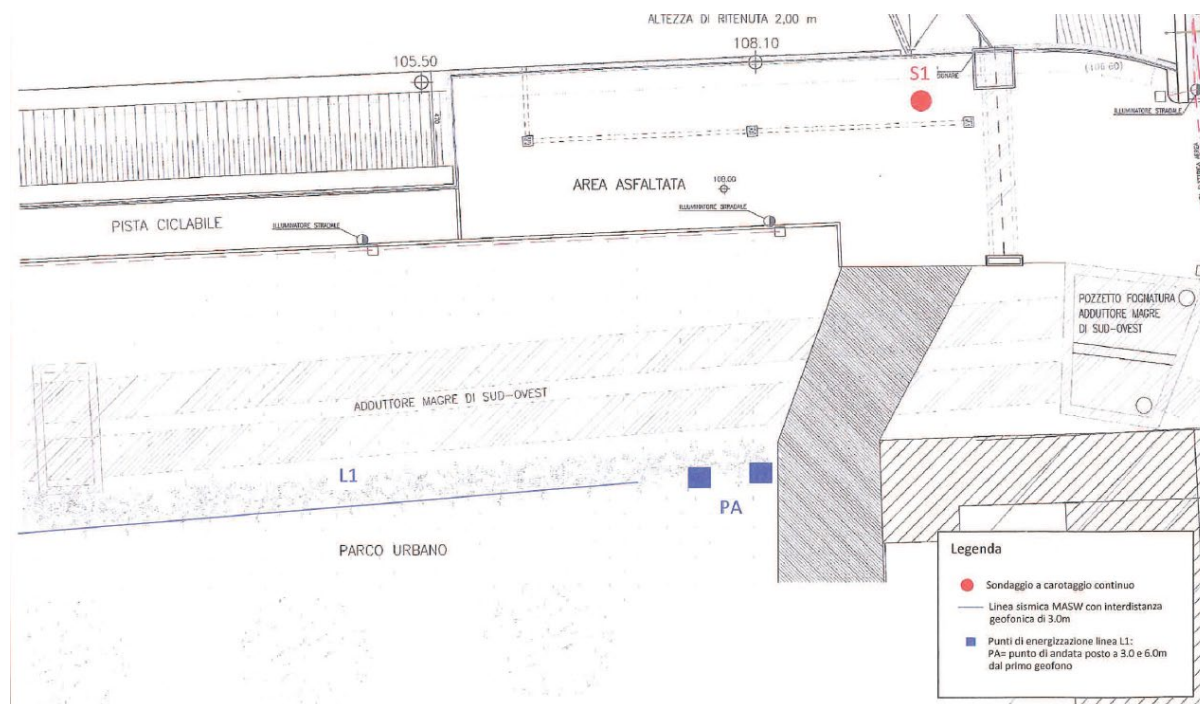 ALTEZZA DI RITENUTA 2,00 m
105.50
108.10
S1
(106.60)
ILLUMINATORE STRADALE
AREA ASFALTATA
108.00
ILLUMINATORE STRADALE
PISTA CICLABILE
ILLUMINATORE STRADALE
POZZETTO FOGNATURA
ADDUTTORE MAGRE
DI SUD-OVEST
ADDUTTORE MAGRE DI SUD-OVEST
L1
PA
PARCO URBANO
Legenda
Sondaggio a carotaggio continuo
Linea sismica MASW con interdistanza
geofonica di 3.0m
Punti di energizzazione linea L1:
PA= punto di andata posto a 3.0 e 6.0m
dal primo geofono